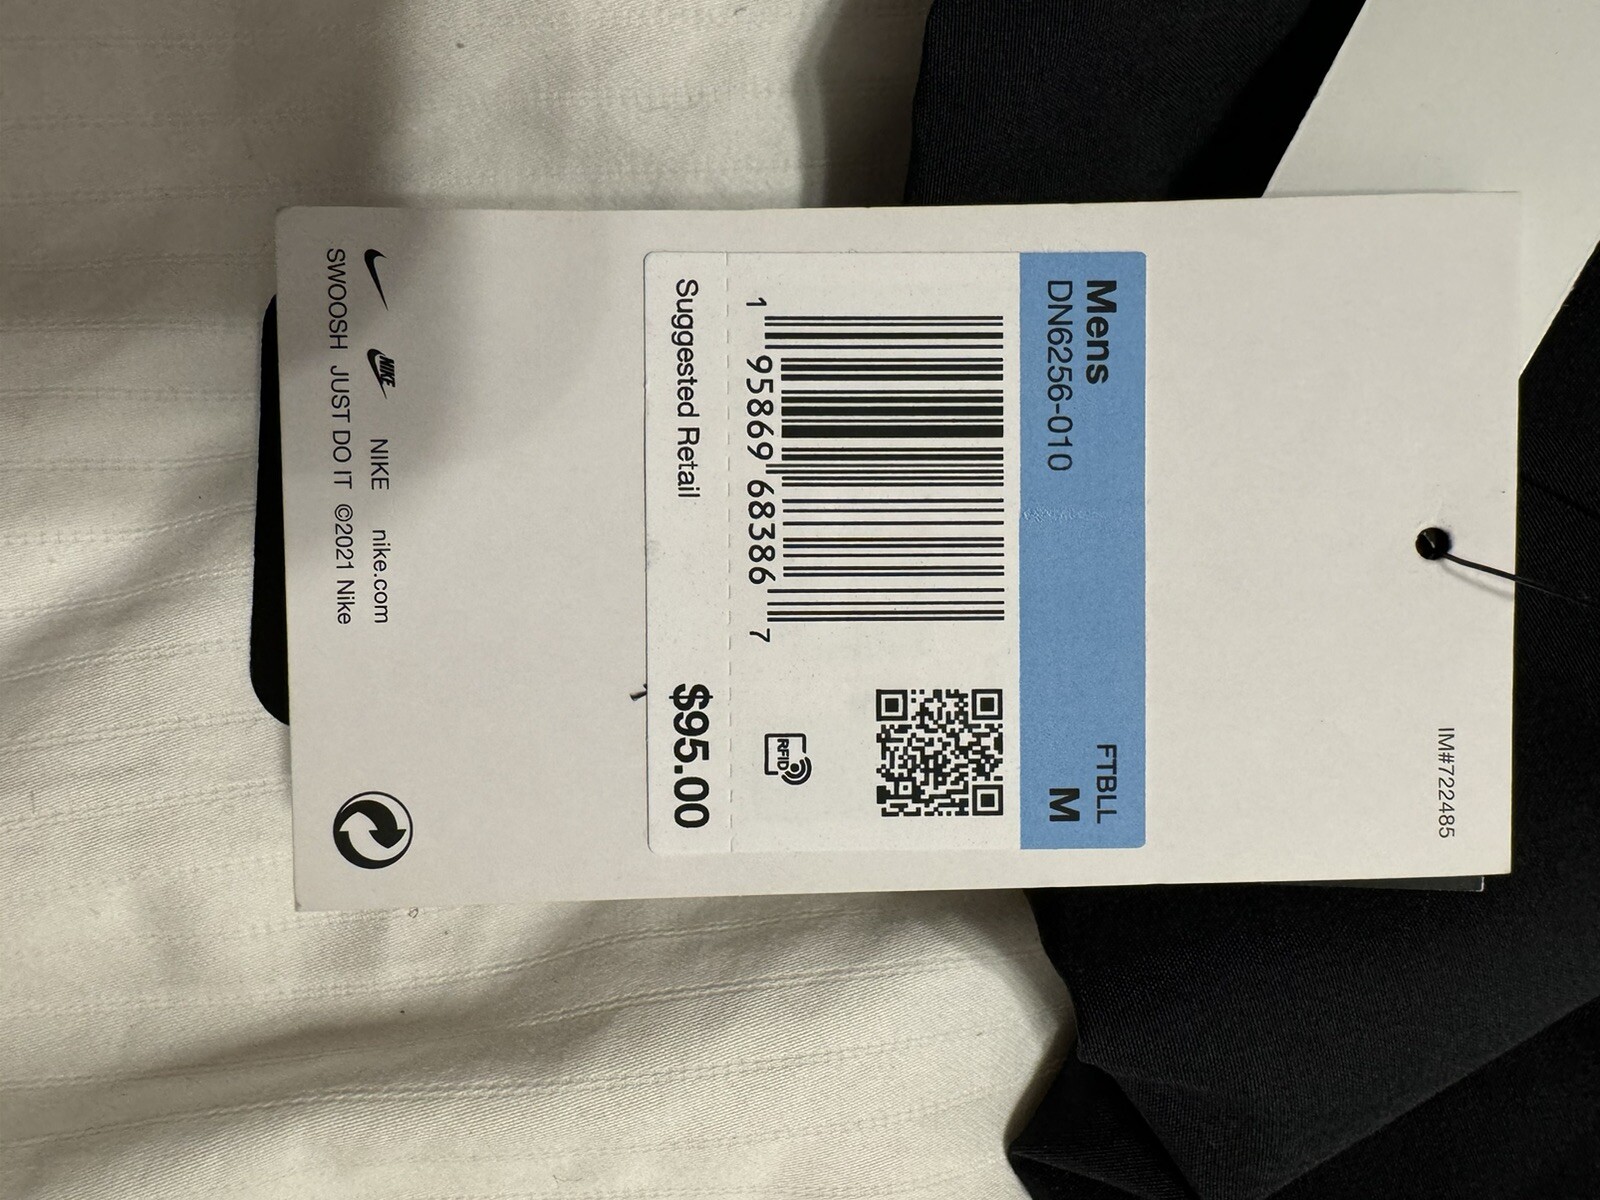 IM#722485
Mens FTBLL
DN6256-010 M
1 95869 68386 7
RFID
Suggested Retail $95.00
NIKE NIKE nike.com
SWOOSH JUST DO IT ©2021 Nike